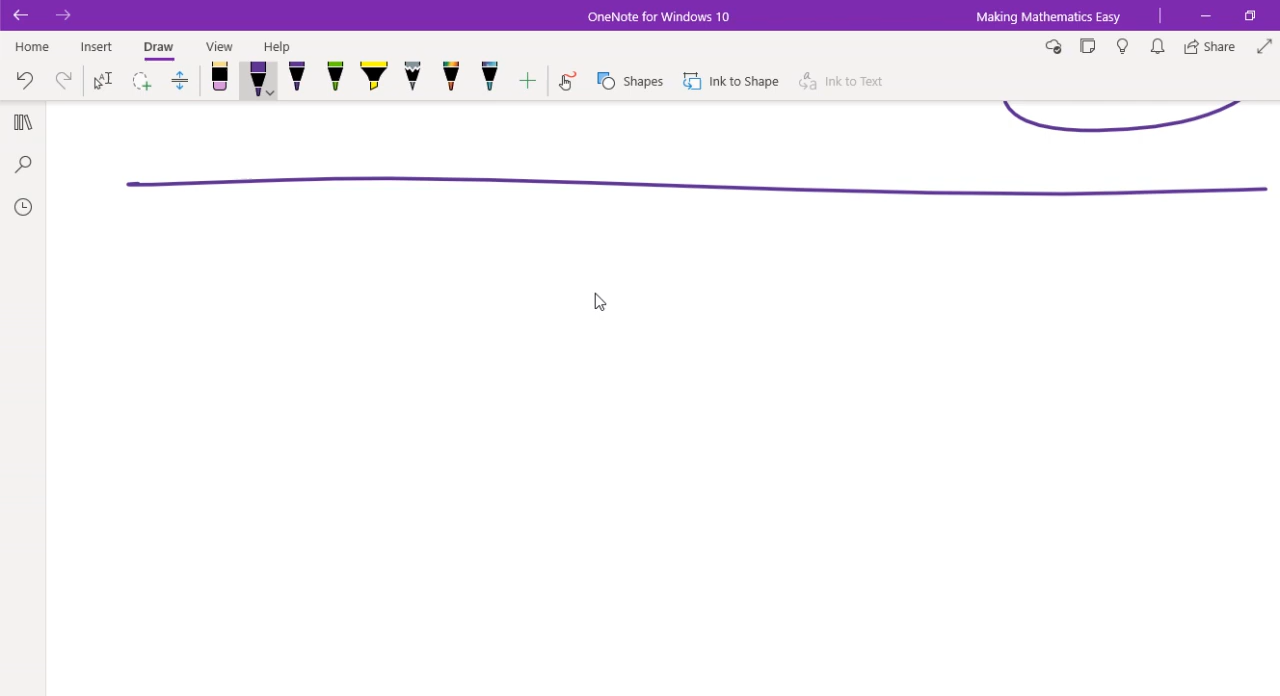 OneNote for Windows 10
Making Mathematics Easy
Home Insert Draw View Help
Share
Shapes
Ink to Shape
Ink to Text